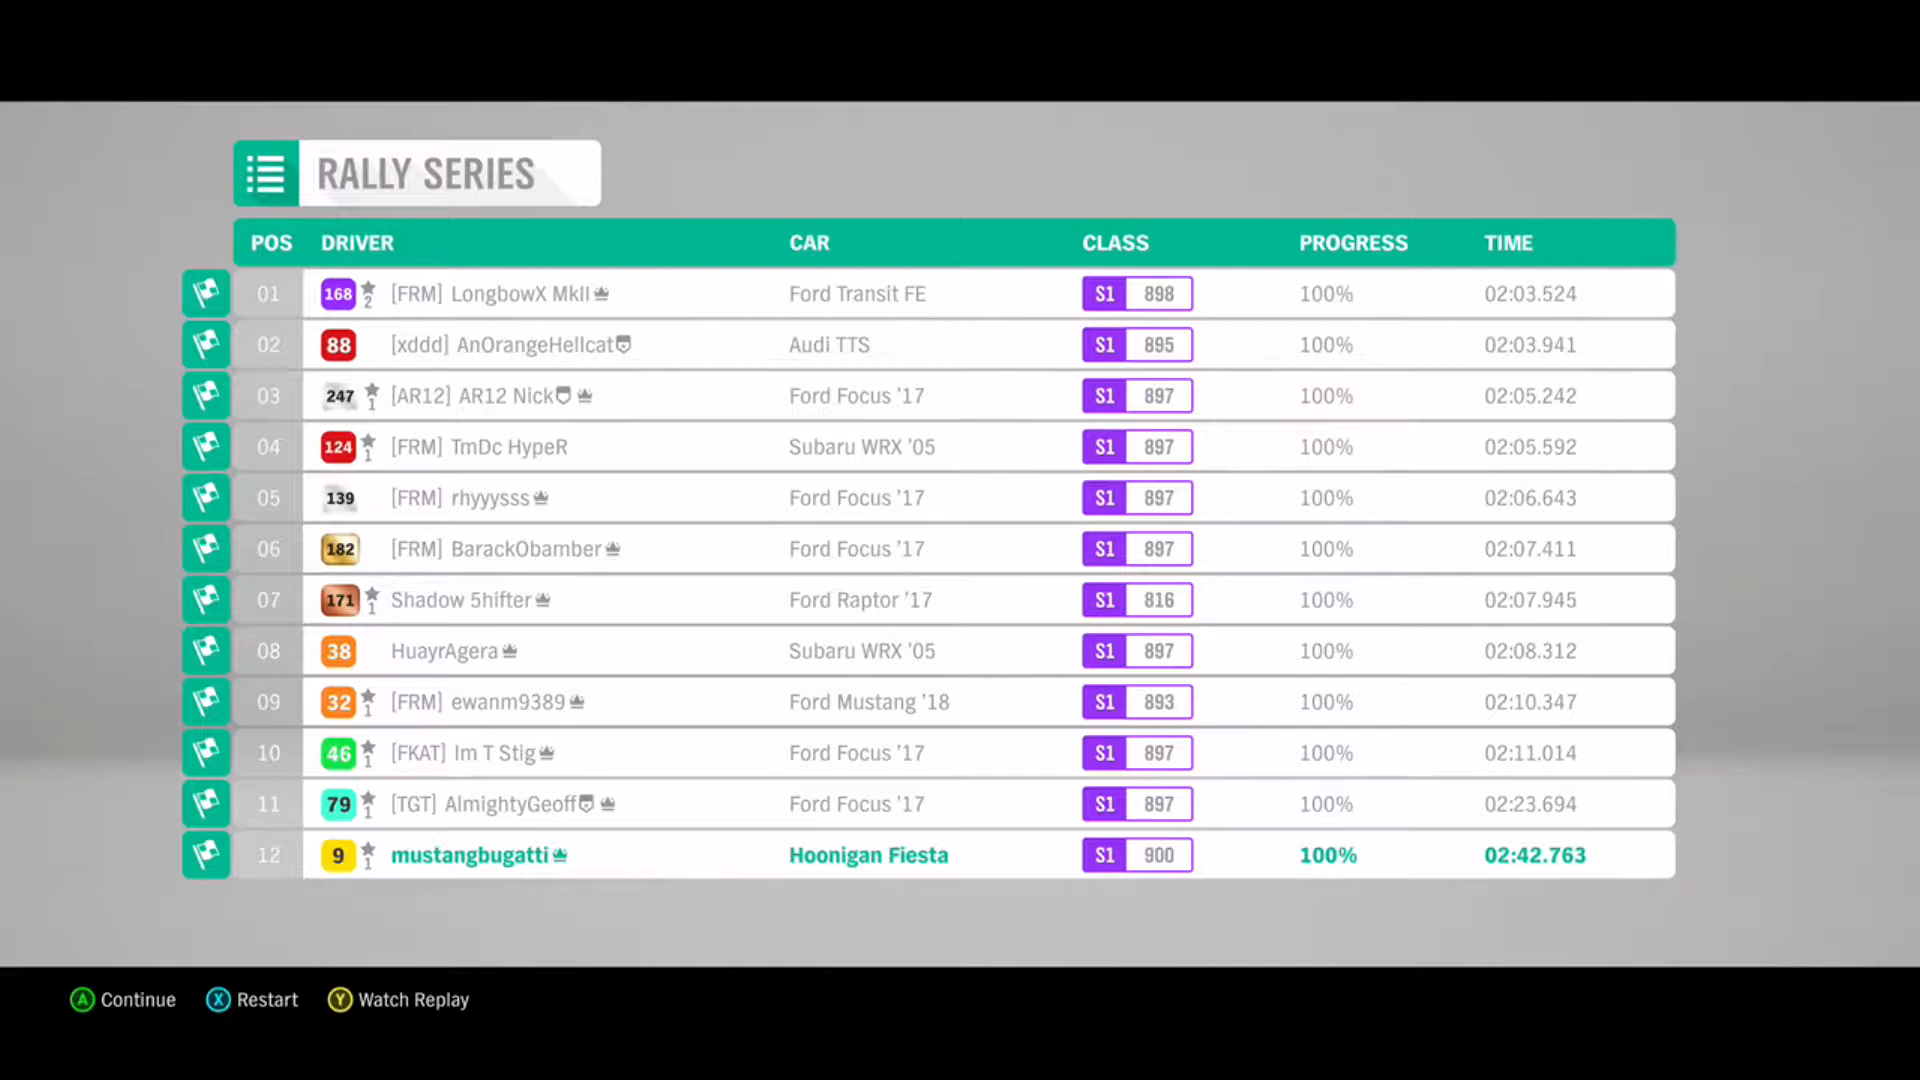 RALLY SERIES
POS DRIVER CAR CLASS PROGRESS TIME
01 168 2 [FRM] LongbowX MkII Ford Transit FE S1 898 100% 02:03.524
02 88 [xddd] AnOrangeHellcat Audi TTS S1 895 100% 02:03.941
03 247 1 [AR12] AR12 Nick Ford Focus '17 S1 897 100% 02:05.242
04 124 1 [FRM] TmDc HypeR Subaru WRX '05 S1 897 100% 02:05.592
05 139 [FRM] rhyyysss Ford Focus '17 S1 897 100% 02:06.643
06 182 [FRM] BarackObamber Ford Focus '17 S1 897 100% 02:07.411
07 171 1 Shadow 5hifter Ford Raptor '17 S1 816 100% 02:07.945
08 38 HuayrAgera Subaru WRX '05 S1 897 100% 02:08.312
09 32 1 [FRM] ewanm9389 Ford Mustang '18 S1 893 100% 02:10.347
10 46 1 [FKAT] Im T Stig Ford Focus '17 S1 897 100% 02:11.014
11 79 1 [TGT] AlmightyGeoff Ford Focus '17 S1 897 100% 02:23.694
12 9 1 mustangbugatti Hoonigan Fiesta S1 900 100% 02:42.763
A Continue X Restart Y Watch Replay